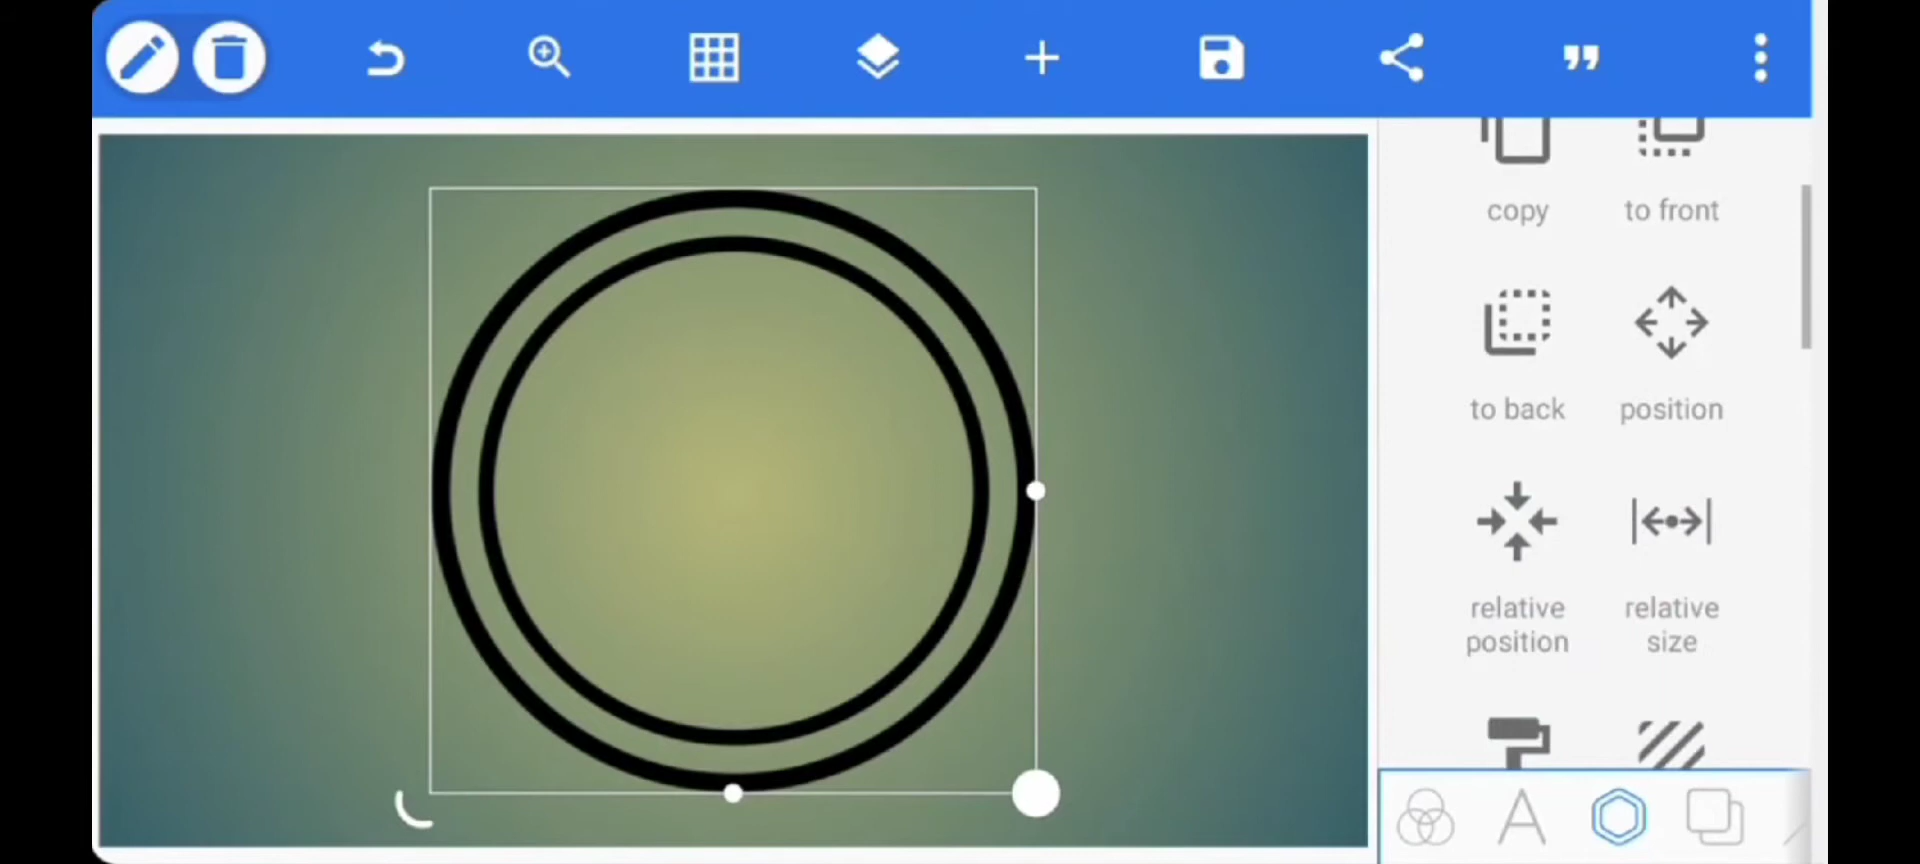 copy
to front
to back
position
relative
position
relative
size